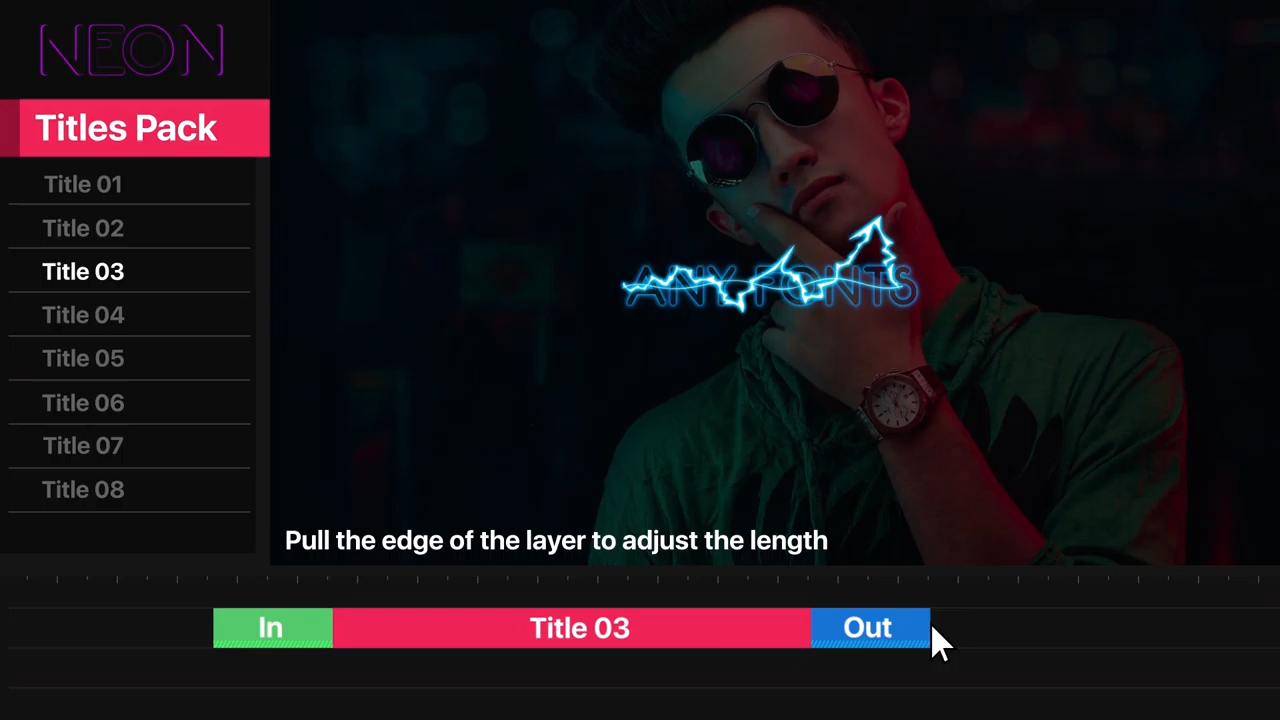 NEON
Titles Pack
Title 01
Title 02
Title 03
Title 04
Title 05
Title 06
Title 07
Title 08
ANY FONTS
Pull the edge of the layer to adjust the length
In Title 03 Out